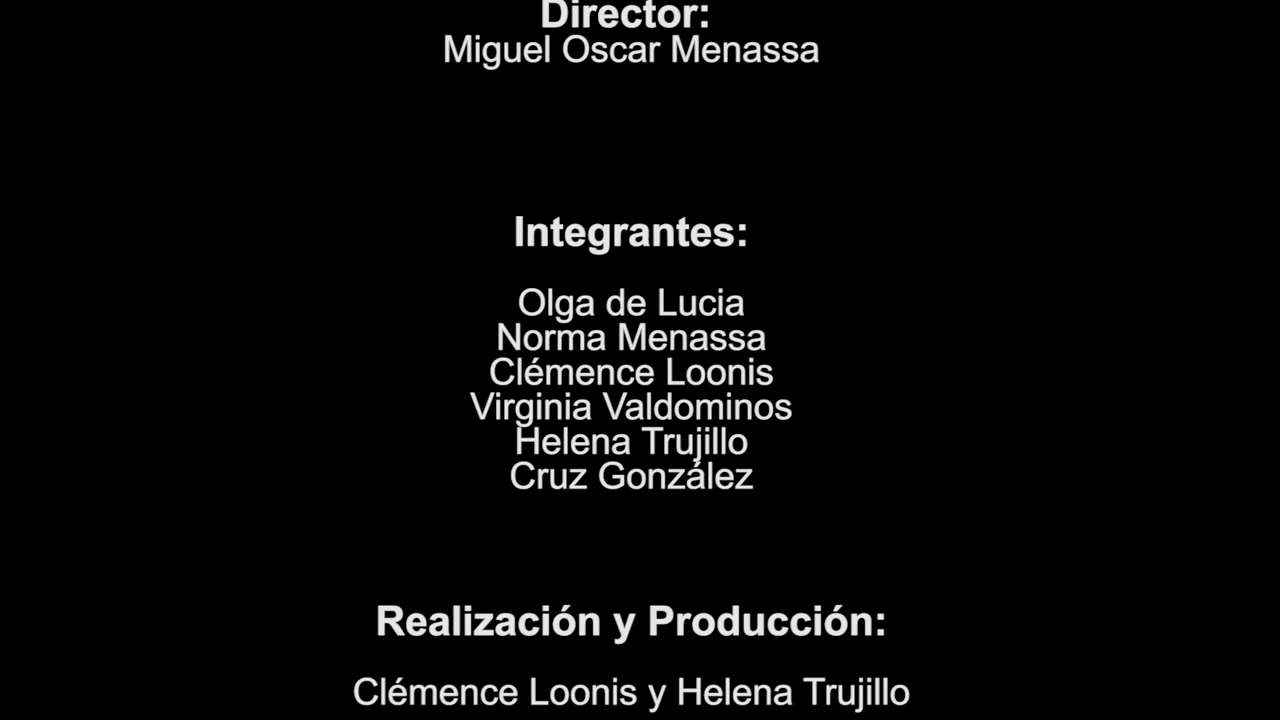 Director:
Miguel Oscar Menassa
Integrantes:
Olga de Lucia
Norma Menassa
Clémence Loonis
Virginia Valdominos
Helena Trujillo
Cruz González
Realización y Producción:
Clémence Loonis y Helena Trujillo